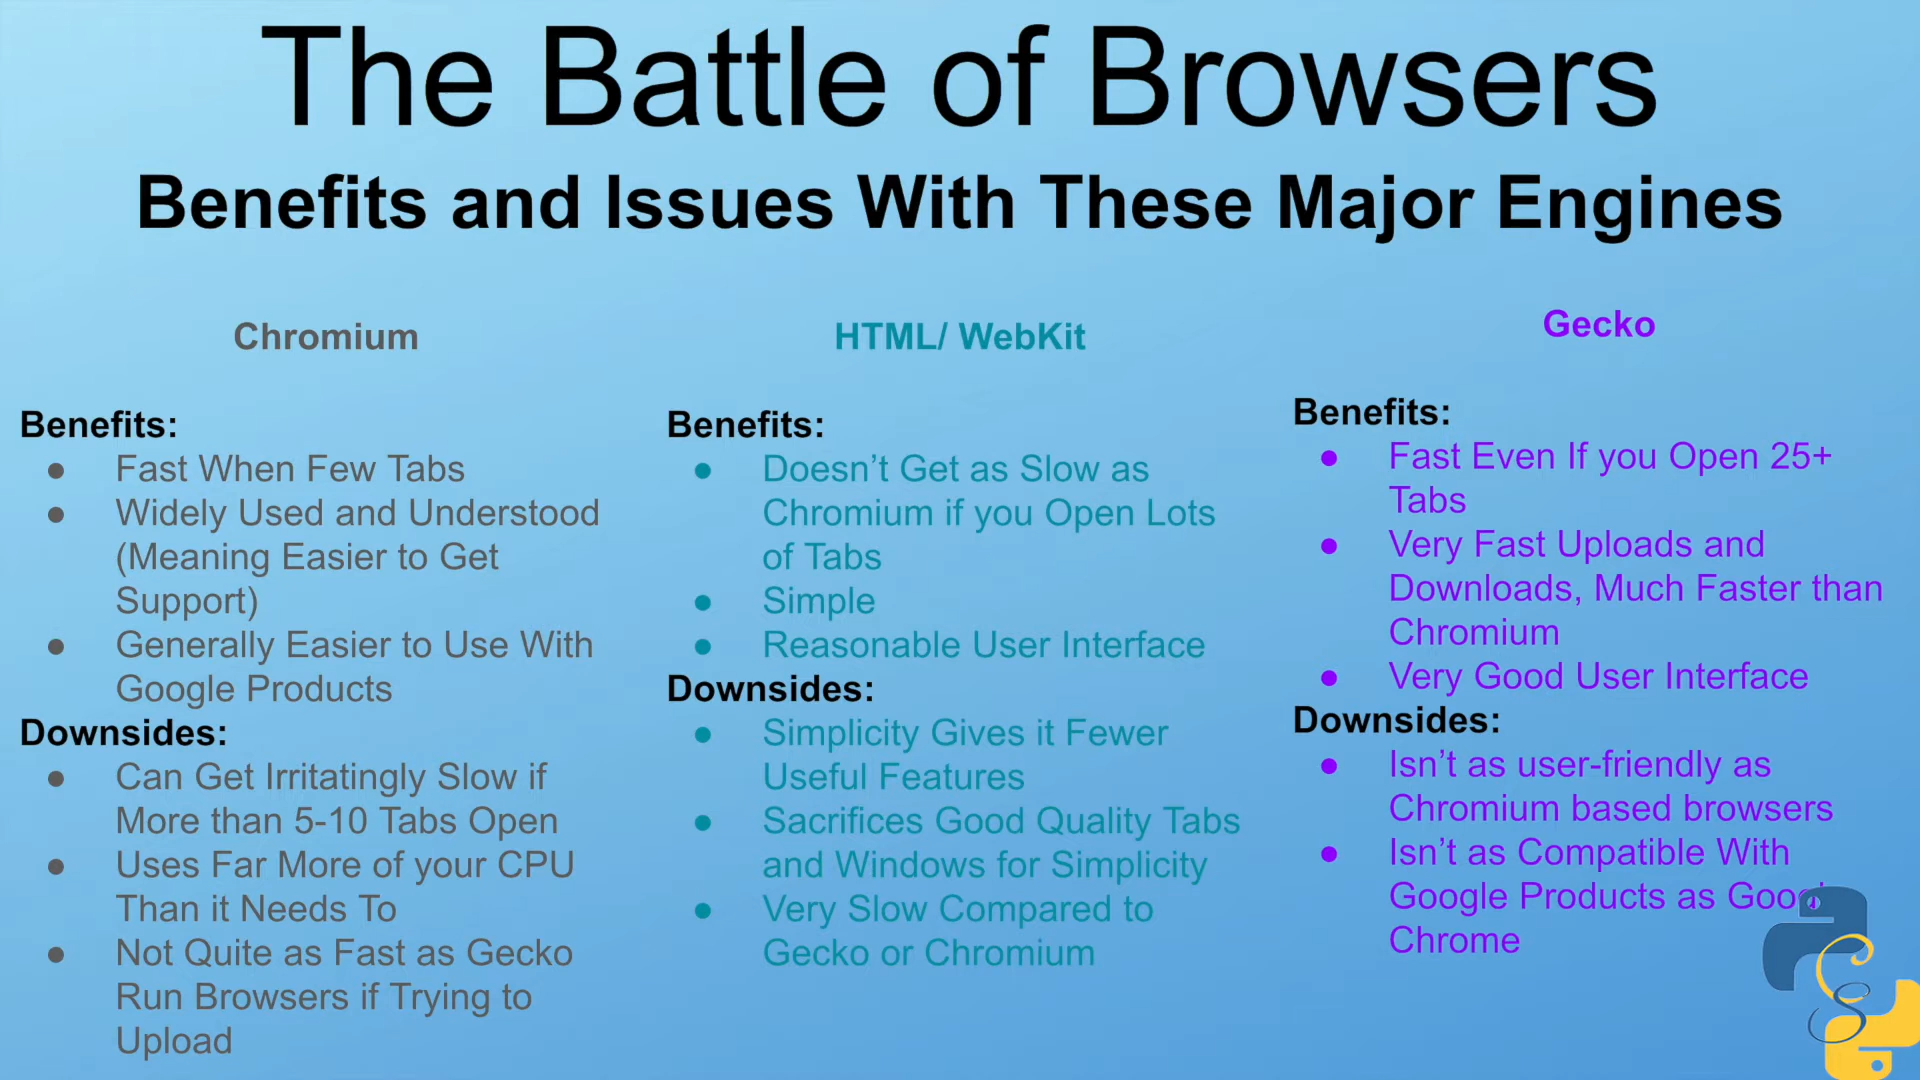 The Battle of Browsers
Benefits and Issues With These Major Engines
Chromium
Benefits:
● Fast When Few Tabs
● Widely Used and Understood
(Meaning Easier to Get
Support)
● Generally Easier to Use With
Google Products
Downsides:
● Can Get Irritatingly Slow if
More than 5-10 Tabs Open
● Uses Far More of your CPU
Than it Needs To
● Not Quite as Fast as Gecko
Run Browsers if Trying to
Upload
HTML/ WebKit
Benefits:
● Doesn’t Get as Slow as
Chromium if you Open Lots
of Tabs
● Simple
● Reasonable User Interface
Downsides:
● Simplicity Gives it Fewer
Useful Features
● Sacrifices Good Quality Tabs
and Windows for Simplicity
● Very Slow Compared to
Gecko or Chromium
Gecko
Benefits:
● Fast Even If you Open 25+
Tabs
● Very Fast Uploads and
Downloads, Much Faster than
Chromium
● Very Good User Interface
Downsides:
● Isn’t as user-friendly as
Chromium based browsers
● Isn’t as Compatible With
Google Products as
Chrome